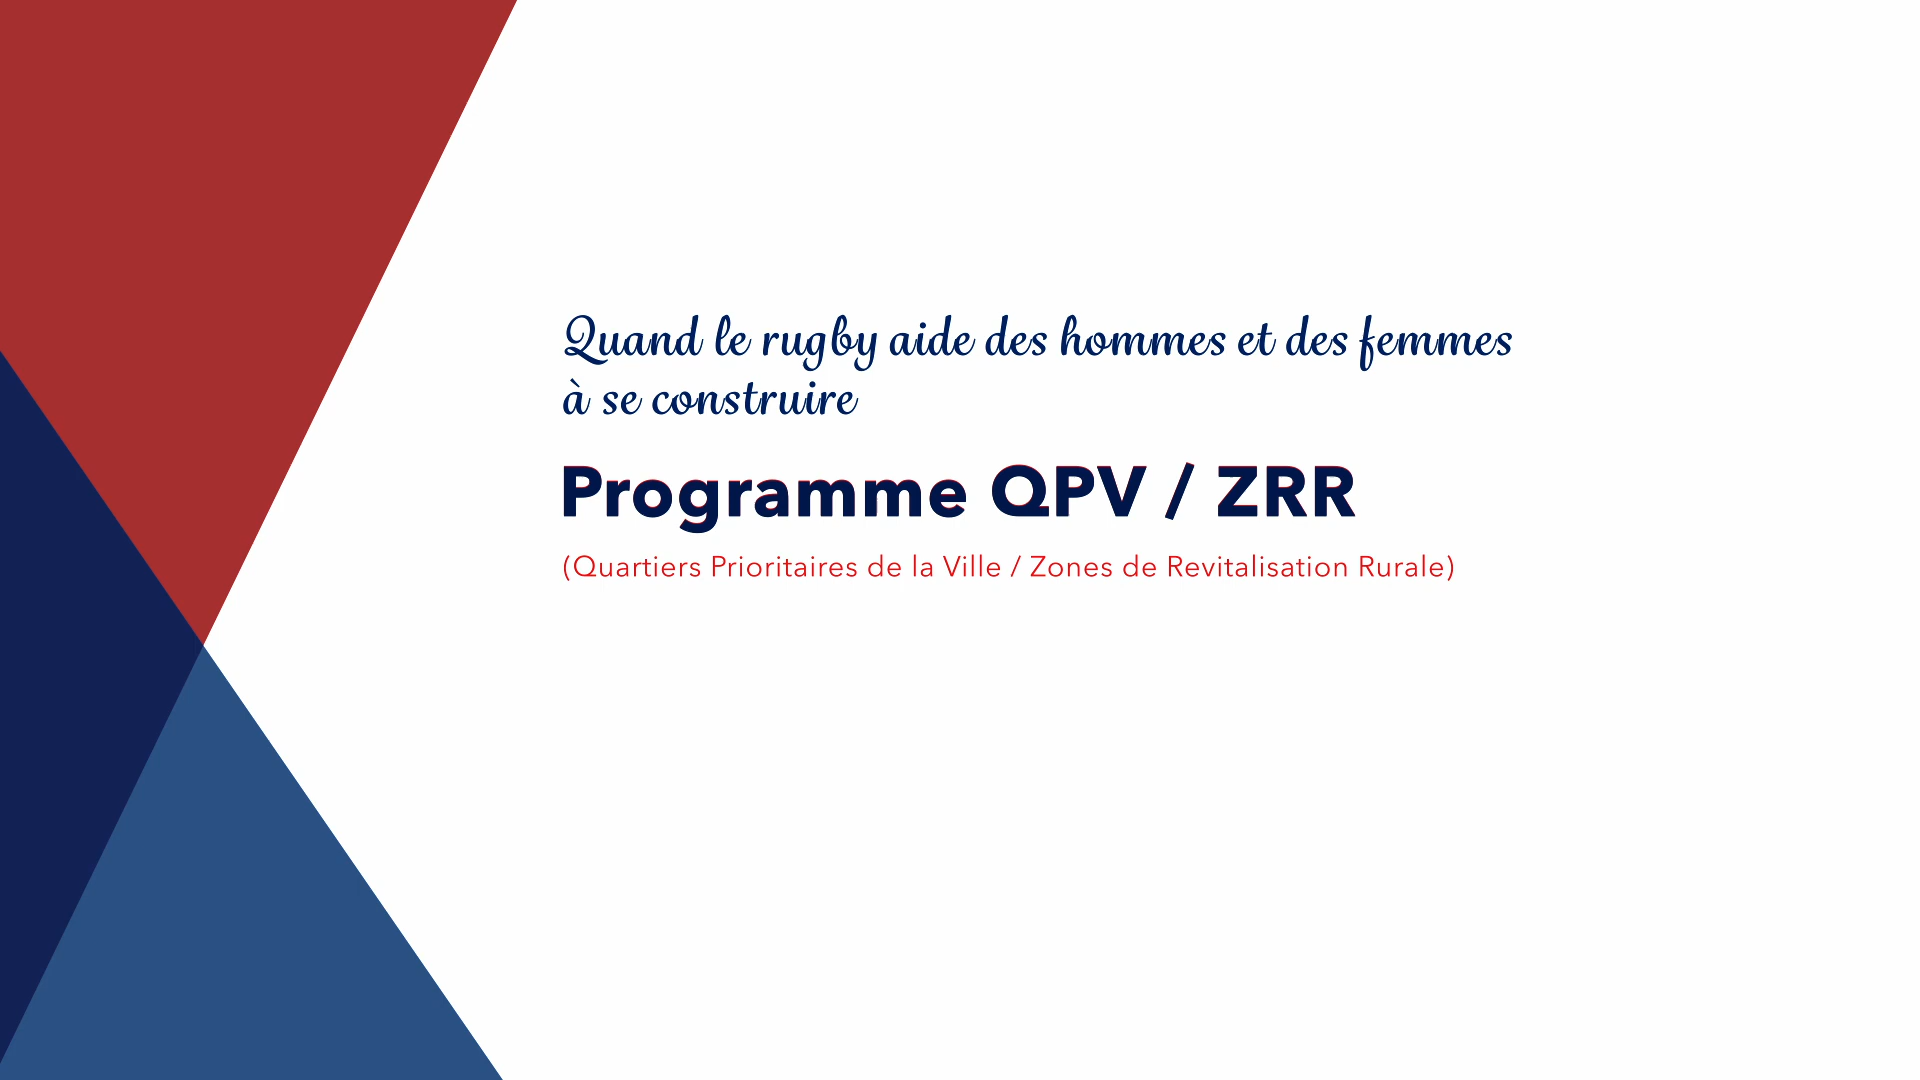 Quand le rugby aide des hommes et des femmes
à se construire
Programme QPV / ZRR
(Quartiers Prioritaires de la Ville / Zones de Revitalisation Rurale)